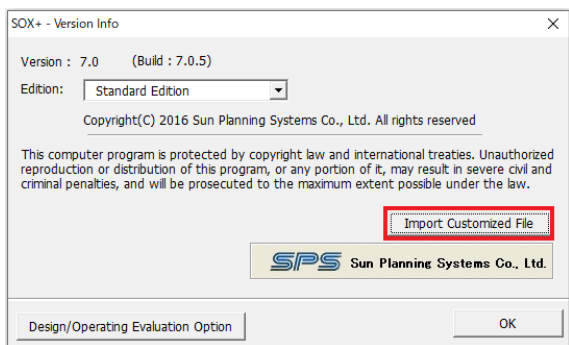 SOX+ - Version Info
Version : 7.0 (Build : 7.0.5)
Edition: Standard Edition
Copyright(C) 2016 Sun Planning Systems Co., Ltd. All rights reserved
This computer program is protected by copyright law and international treaties. Unauthorized
reproduction or distribution of this program, or any portion of it, may result in severe civil and
criminal penalties, and will be prosecuted to the maximum extent possible under the law.
Import Customized File
SPS Sun Planning Systems Co., Ltd.
Design/Operating Evaluation Option OK